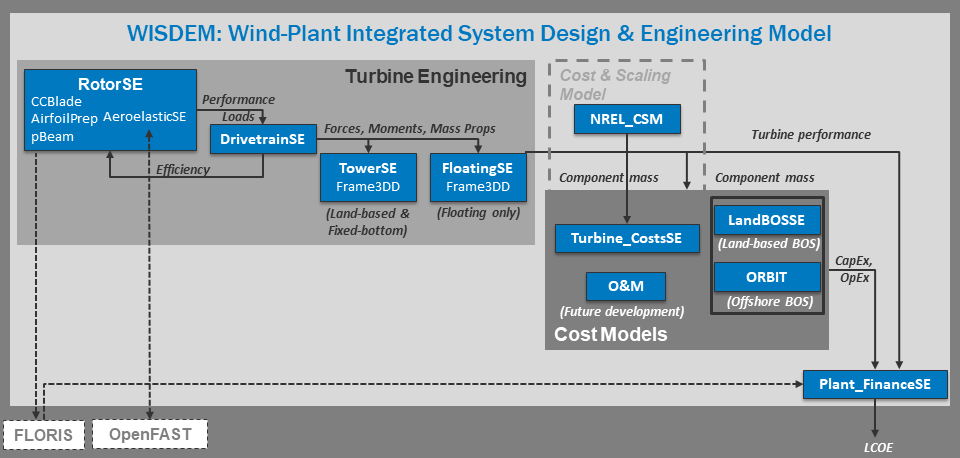 WISDEM: Wind-Plant Integrated System Design & Engineering Model
Turbine Engineering
RotorSE
CCBlade
AirfoilPrep
AeroelasticSE
pBeam
Performance
Loads
DrivetrainSE
Efficiency
Forces, Moments, Mass Props
TowerSE
Frame3DD
(Land-based &
Fixed-bottom)
FloatingSE
Frame3DD
(Floating only)
Cost & Scaling
Model
NREL_CSM
Turbine performance
Component mass
Component mass
Turbine_CostsSE
O&M
(Future development)
LandBOSSE
(Land-based BOS)
ORBIT
(Offshore BOS)
Cost Models
CapEx,
OpEx
Plant_FinanceSE
FLORIS
OpenFAST
LCOE